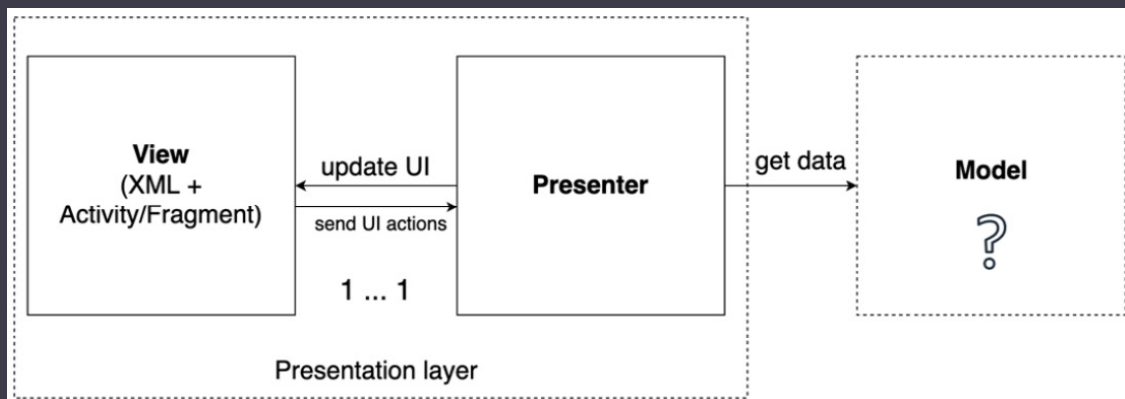 View
(XML +
Activity/Fragment)
update UI
send UI actions
1 ... 1
Presenter
get data
Model
?
Presentation layer